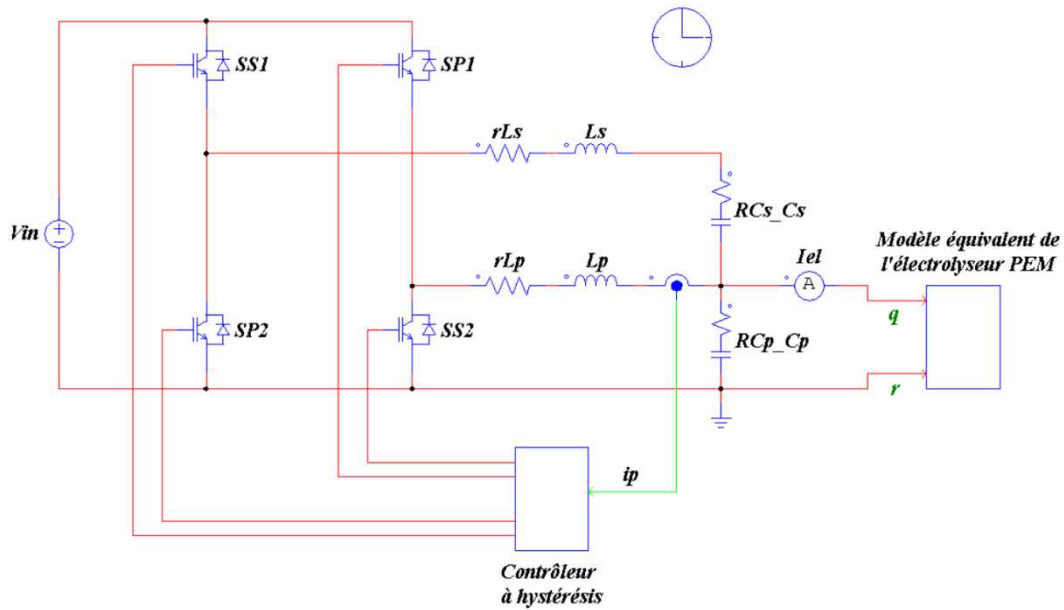 SS1
SP1
rLs
Ls
RCs_Cs
Vin
Modèle équivalent de
l'électrolyseur PEM
rLp
Lp
Iel
A
q
SP2
SS2
RCp_Cp
r
ip
Contrôleur
à hystérésis